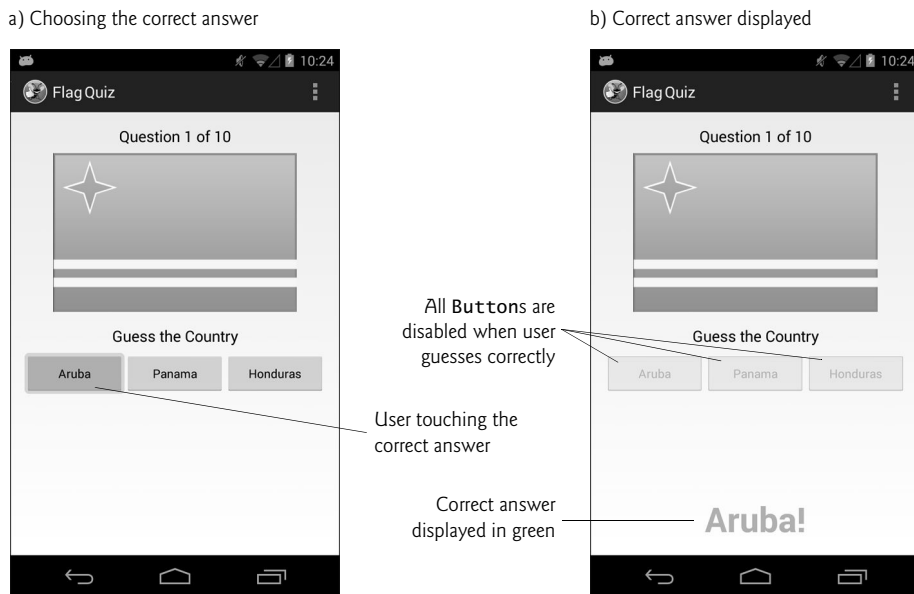 a) Choosing the correct answer
10:24
Flag Quiz
Question 1 of 10
Guess the Country
Aruba
Panama
Honduras
User touching the
correct answer
b) Correct answer displayed
10:24
Flag Quiz
Question 1 of 10
All Buttons are
disabled when user
guesses correctly
Guess the Country
Aruba
Panama
Honduras
Correct answer
displayed in green
Aruba!